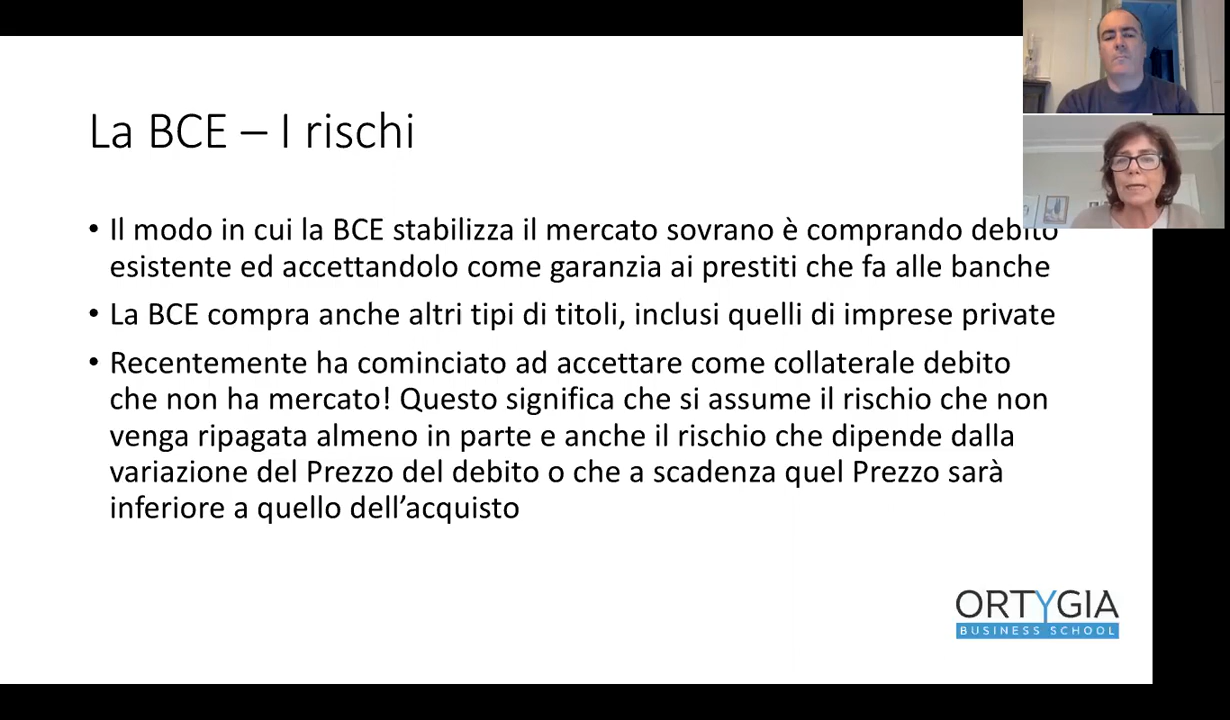 La BCE – I rischi
• Il modo in cui la BCE stabilizza il mercato sovrano è comprando debito
esistente ed accettandolo come garanzia ai prestiti che fa alle banche
• La BCE compra anche altri tipi di titoli, inclusi quelli di imprese private
• Recentemente ha cominciato ad accettare come collaterale debito
che non ha mercato! Questo significa che si assume il rischio che non
venga ripagata almeno in parte e anche il rischio che dipende dalla
variazione del Prezzo del debito o che a scadenza quel Prezzo sarà
inferiore a quello dell’acquisto
ORTYGIA
BUSINESS SCHOOL